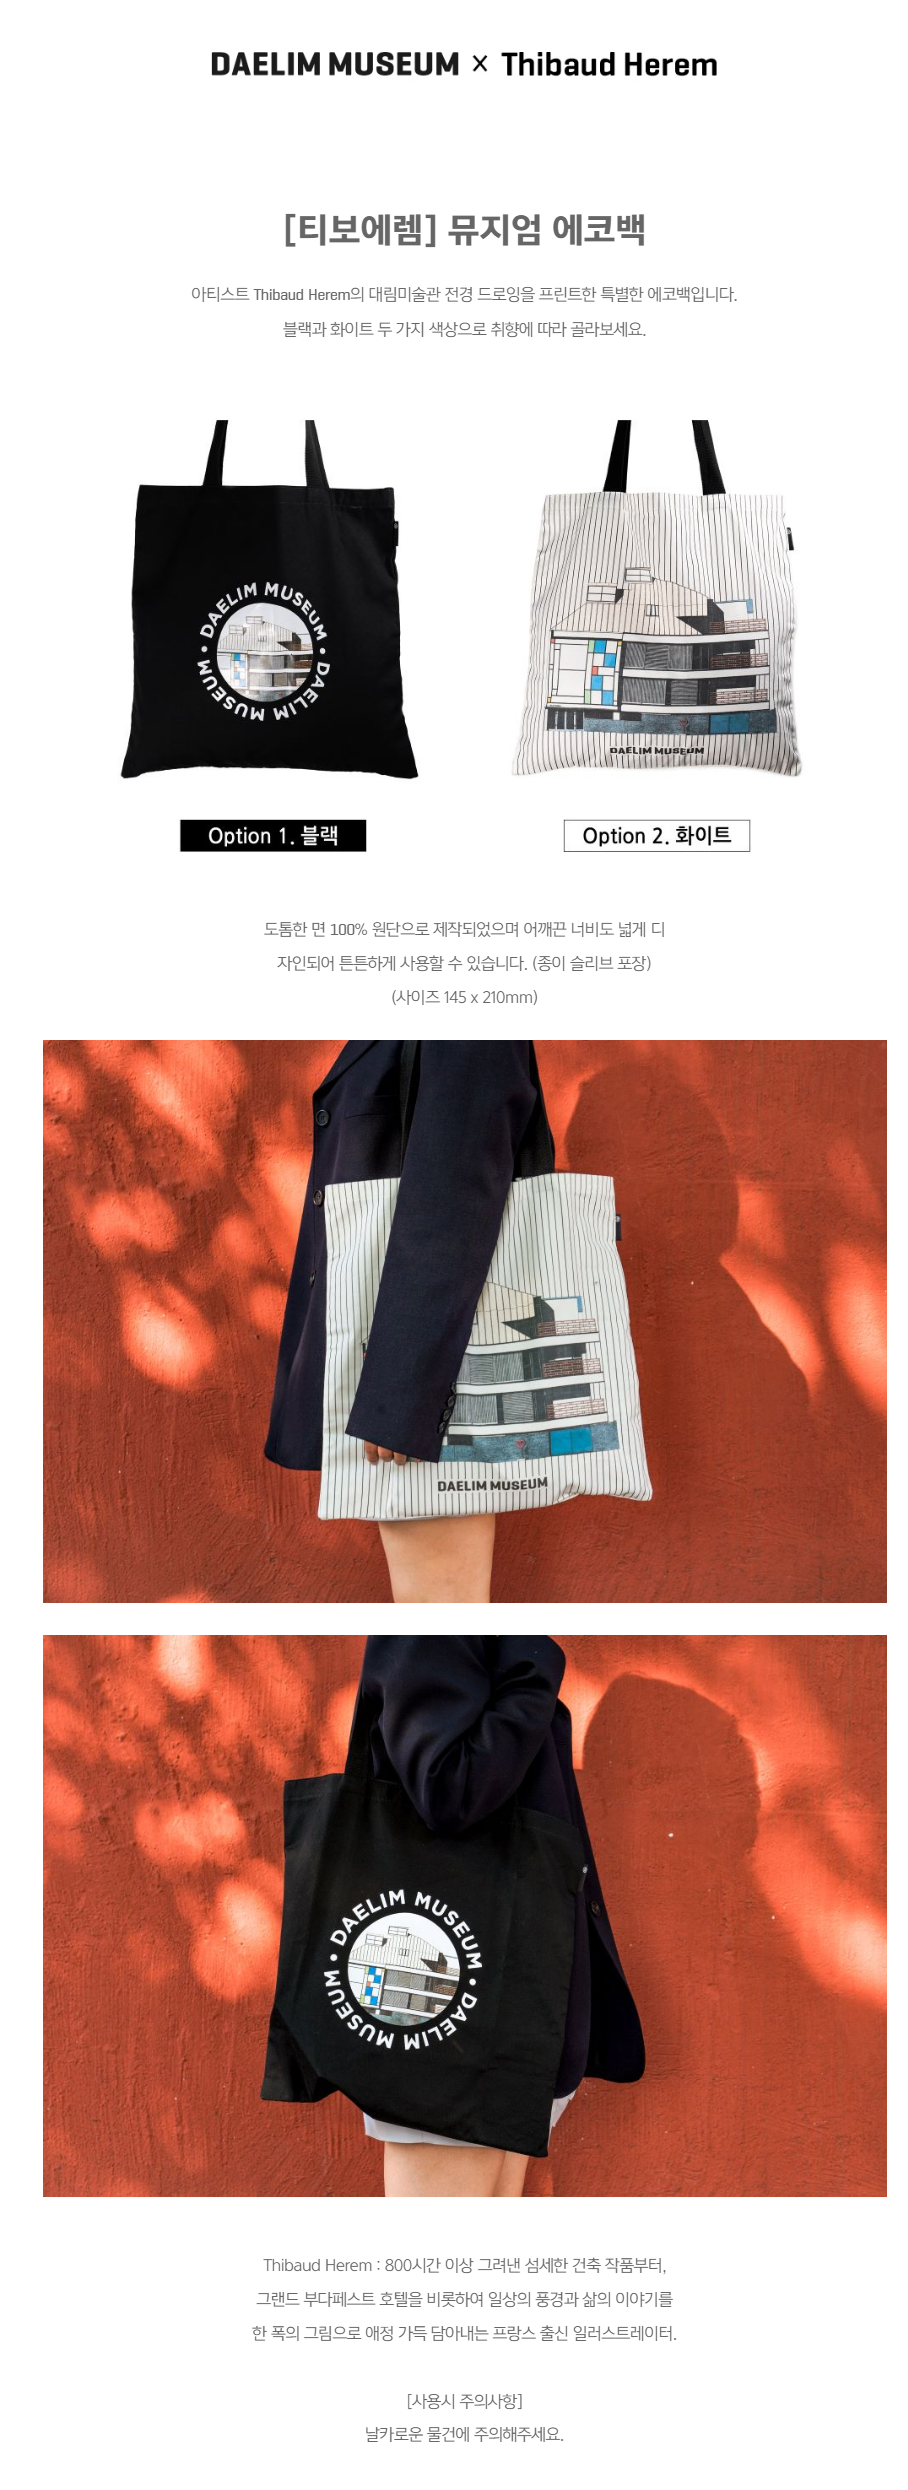 DAELIM MUSEUM × Thibaud Herem
[티보에렘] 뮤지엄 에코백
아티스트 Thibaud Herem의 대림미술관 전경 드로잉을 프린트한 특별한 에코백입니다.
블랙과 화이트 두 가지 색상으로 취향에 따라 골라보세요.
DAELIM MUSEUM • DAELIM MUSEUM •
DAELIM MUSEUM
Option 1. 블랙
Option 2. 화이트
도톰한 면 100% 원단으로 제작되었으며 어깨끈 너비도 넓게 디
자인되어 튼튼하게 사용할 수 있습니다. (종이 슬리브 포장)
(사이즈 145 x 210mm)
DAELIM MUSEUM
DAELIM MUSEUM • DAELIM MUSEUM •
Thibaud Herem : 800시간 이상 그려낸 섬세한 건축 작품부터,
그랜드 부다페스트 호텔을 비롯하여 일상의 풍경과 삶의 이야기를
한 폭의 그림으로 애정 가득 담아내는 프랑스 출신 일러스트레이터.
[사용시 주의사항]
날카로운 물건에 주의해주세요.